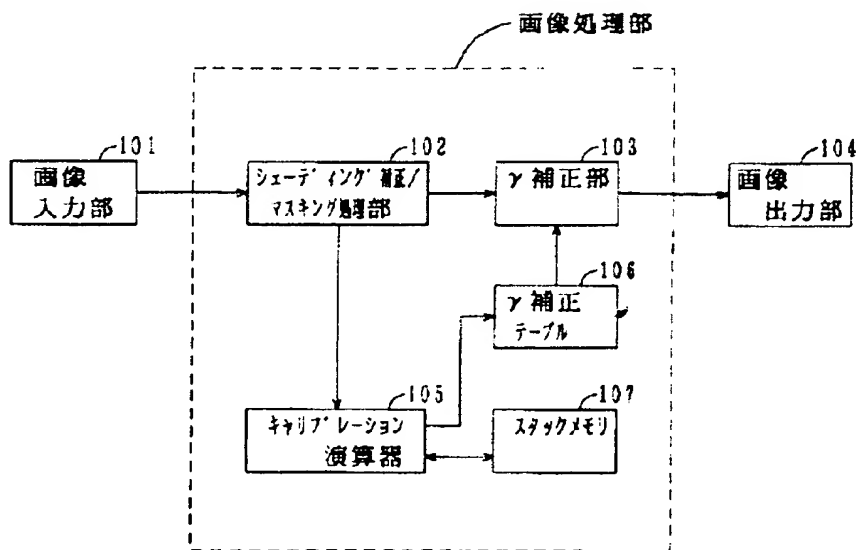 画像処理部
101
画像
入力部
102
シェーディング補正/
マスキング処理部
103
γ補正部
104
画像
出力部
106
γ補正
テーブル
105
キャリブレーション
演算器
107
スタックメモリ